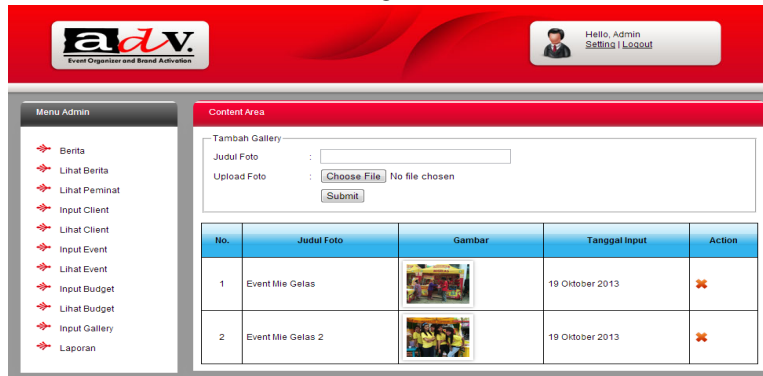 adv.
Event Organizer and Brand Activation
Hello, Admin
Setting | Logout
Menu Admin
Berita
Lihat Berita
Lihat Peminat
Input Client
Lihat Client
Input Event
Lihat Event
Input Budget
Lihat Budget
Input Gallery
Laporan
Content Area
Tambah Gallery
Judul Foto :
Upload Foto : Choose File No file chosen
Submit
No. Judul Foto Gambar Tanggal Input Action
1 Event Mie Gelas 19 Oktober 2013
2 Event Mie Gelas 2 19 Oktober 2013